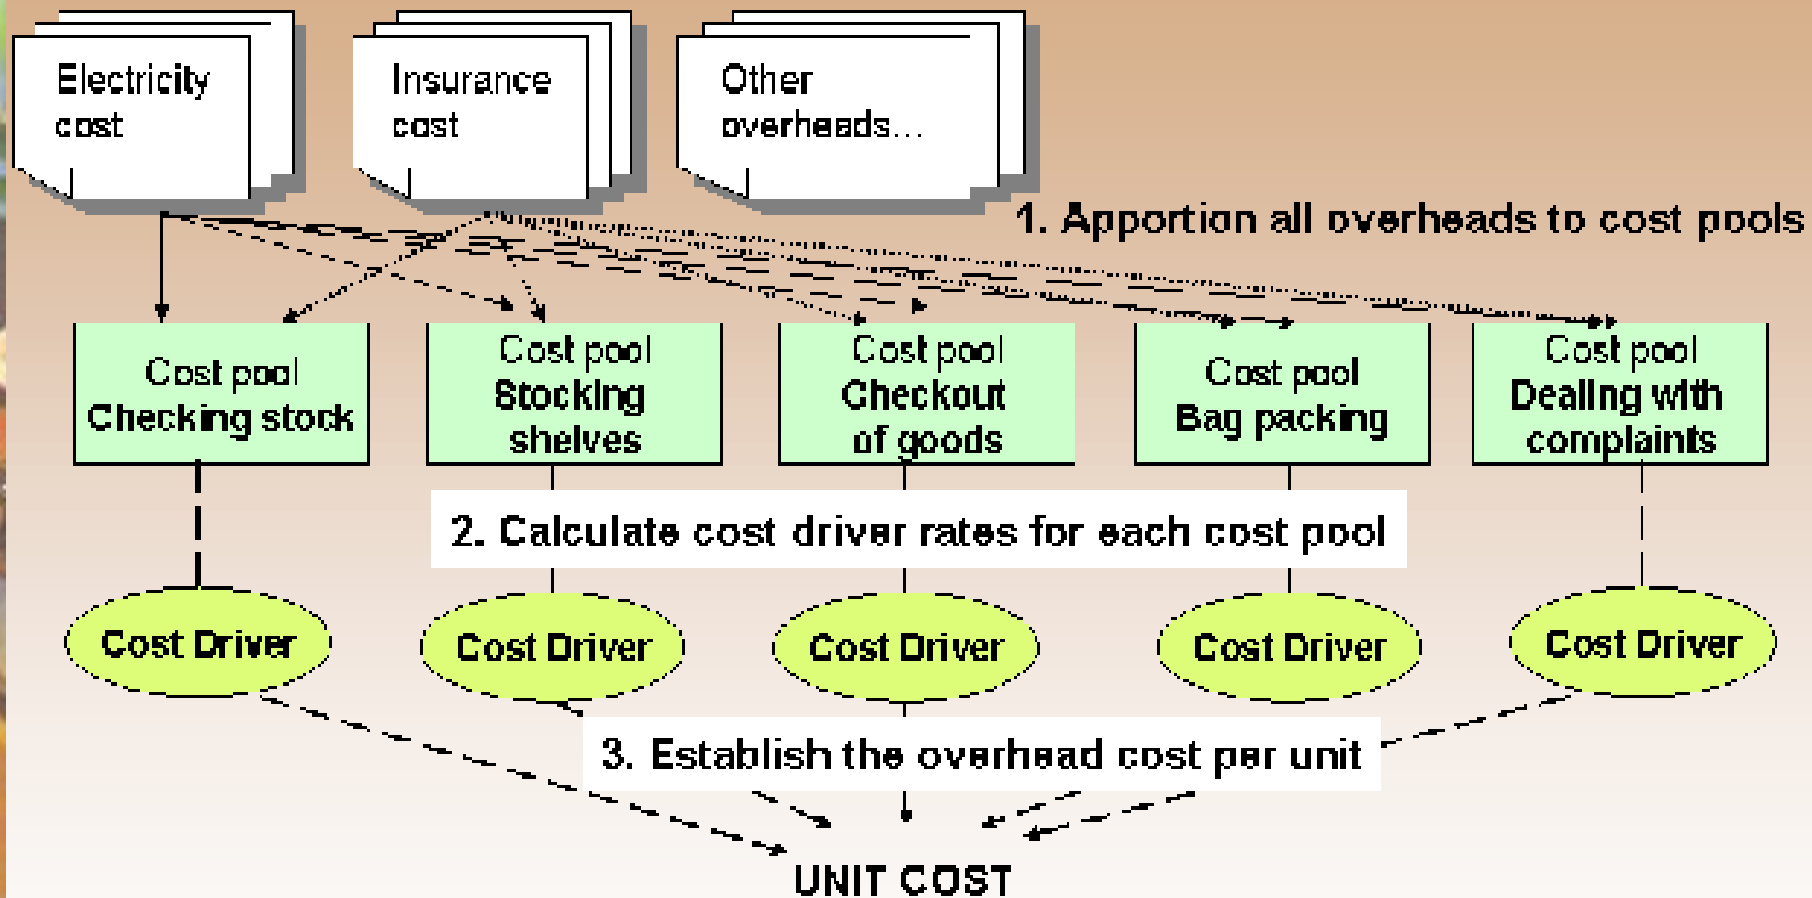 Electricity
cost
Insurance
cost
Other
overheads...
1. Apportion all overheads to cost pools
Cost pool
Checking stock
Cost pool
Stocking
shelves
Cost pool
Checkout
of goods
Cost pool
Bag packing
Cost pool
Dealing with
complaints
2. Calculate cost driver rates for each cost pool
Cost Driver
Cost Driver
Cost Driver
Cost Driver
Cost Driver
3. Establish the overhead cost per unit
UNIT COST